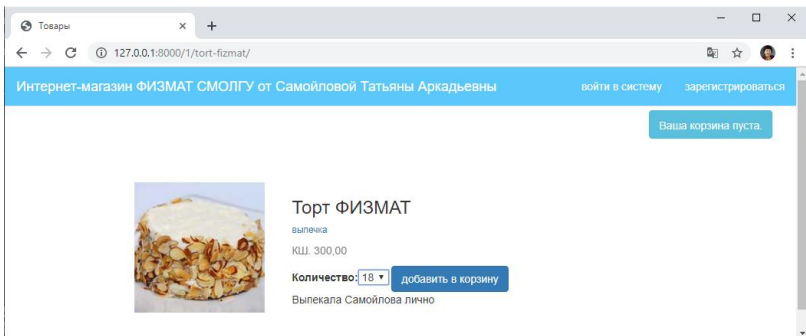 Товары
127.0.0.1:8000/1/tort-fizmat/
Интернет-магазин ФИЗМАТ СМОЛГУ от Самойловой Татьяны Аркадьевны войти в систему зарегистрироваться
Ваша корзина пуста.
Торт ФИЗМАТ
выпечка
КШ. 300,00
Количество: 18 добавить в корзину
Выпекала Самойлова лично